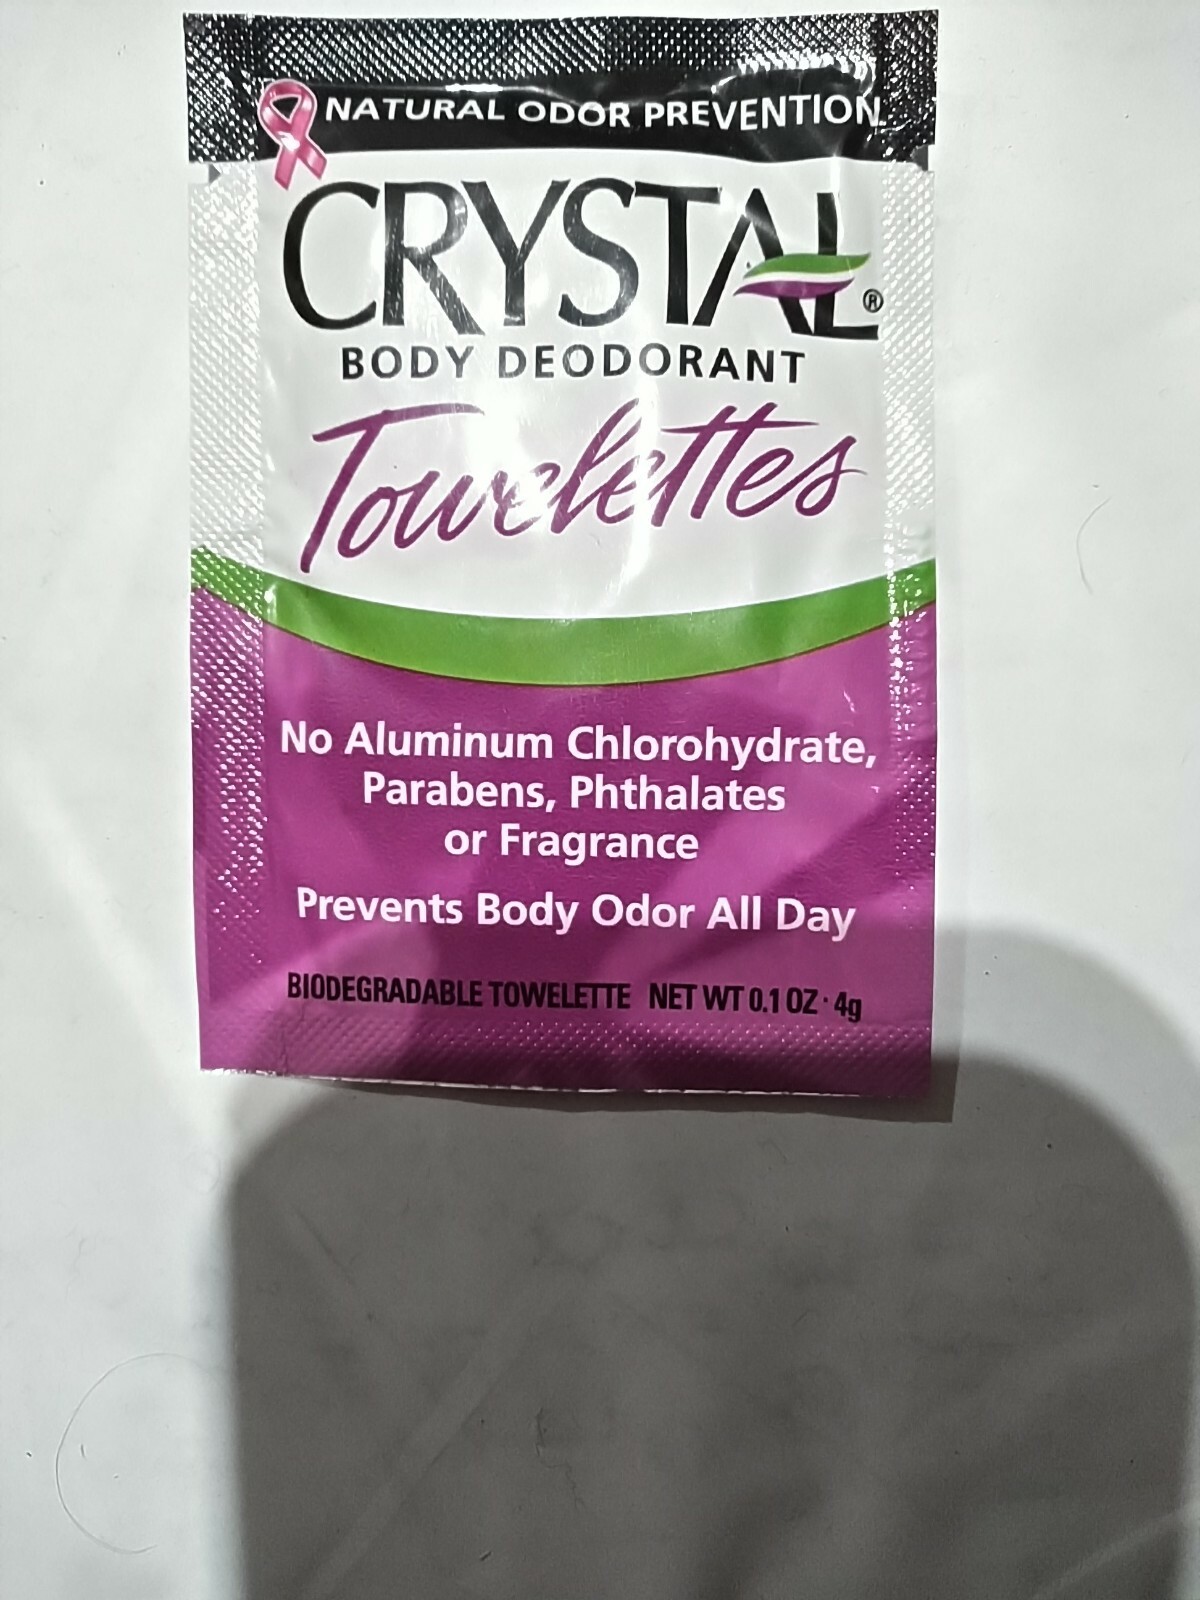 NATURAL ODOR PREVENTION™
CRYSTAL®
BODY DEODORANT
Towelettes
No Aluminum Chlorohydrate,
Parabens, Phthalates
or Fragrance
Prevents Body Odor All Day
BIODEGRADABLE TOWELETTE NET WT 0.1 OZ · 4g